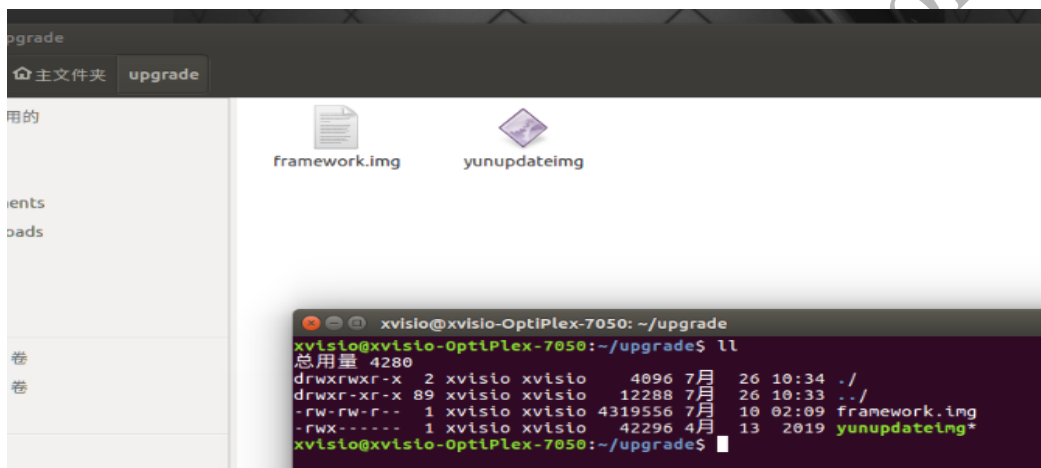 pgrade
主文件夹 upgrade
用的
framework.img yunupdateimg
ents
oads
卷
卷
xvisio@xvisio-OptiPlex-7050: ~/upgrade
xvisio@xvisio-OptiPlex-7050:~/upgrade$ ll
总用量 4280
drwxrwxr-x 2 xvisio xvisio 4096 7月 26 10:34 ./
drwxr-xr-x 89 xvisio xvisio 12288 7月 26 10:33 ../
-rw-rw-r-- 1 xvisio xvisio 4319556 7月 10 02:09 framework.img
-rwx------ 1 xvisio xvisio 42296 4月 13 2019 yunupdateimg*
xvisio@xvisio-OptiPlex-7050:~/upgrade$